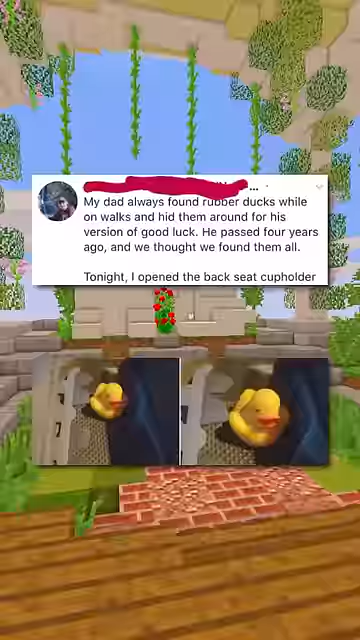 My dad always found rubber ducks while
on walks and hid them around for his
version of good luck. He passed four years
ago, and we thought we found them all.
Tonight, I opened the back seat cupholder